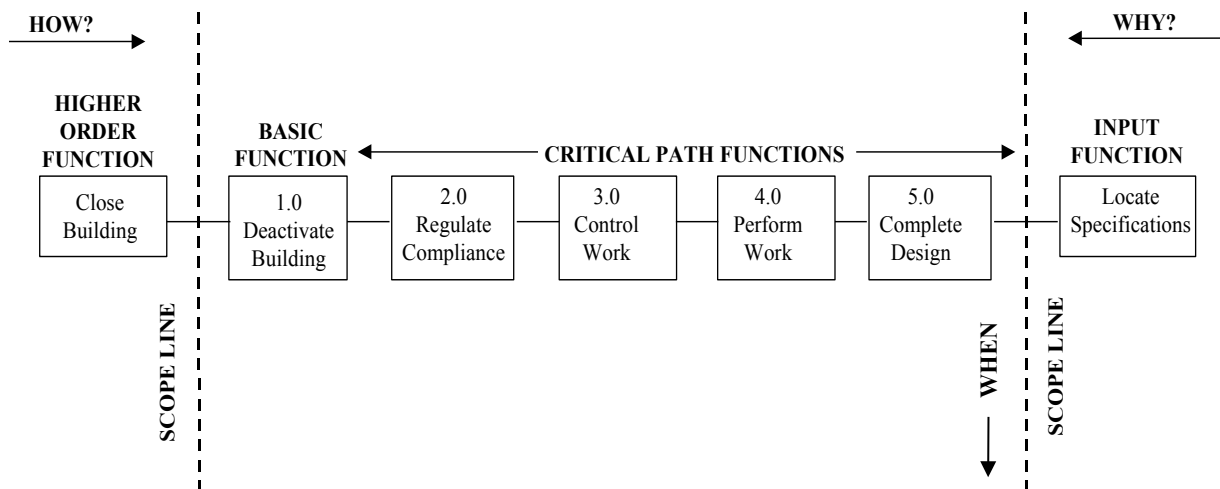 HOW?
WHY?
HIGHER
ORDER
FUNCTION
BASIC
FUNCTION
CRITICAL PATH FUNCTIONS
INPUT
FUNCTION
Close
Building
1.0
Deactivate
Building
2.0
Regulate
Compliance
3.0
Control
Work
4.0
Perform
Work
5.0
Complete
Design
Locate
Specifications
SCOPE LINE
WHEN
SCOPE LINE